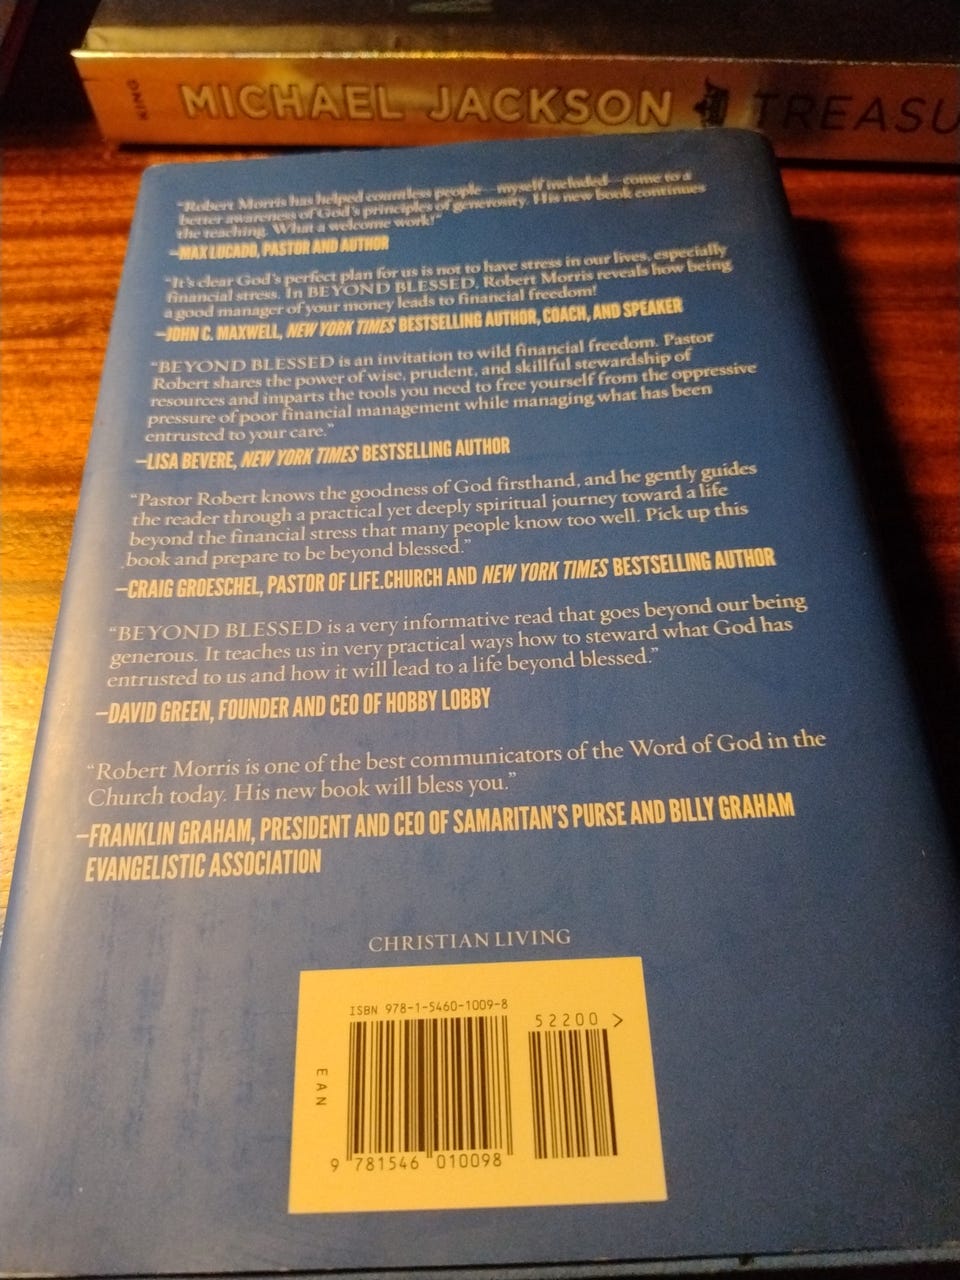 KING MICHAEL JACKSON TREASU
“Robert Morris has helped countless people—myself included—come to a
better awareness of God’s principles of generosity. His new book continues
the teaching. What a welcome work!”
—MAX LUCADO, PASTOR AND AUTHOR
“It’s clear God’s perfect plan for us is not to have stress in our lives, especially
financial stress. In BEYOND BLESSED, Robert Morris reveals how being
a good manager of your money leads to financial freedom!
—JOHN C. MAXWELL, NEW YORK TIMES BESTSELLING AUTHOR, COACH, AND SPEAKER
“BEYOND BLESSED is an invitation to wild financial freedom. Pastor
Robert shares the power of wise, prudent, and skillful stewardship of
resources and imparts the tools you need to free yourself from the oppressive
pressure of poor financial management while managing what has been
entrusted to your care.”
—LISA BEVERE, NEW YORK TIMES BESTSELLING AUTHOR
“Pastor Robert knows the goodness of God firsthand, and he gently guides
the reader through a practical yet deeply spiritual journey toward a life
beyond the financial stress that many people know too well. Pick up this
book and prepare to be beyond blessed.”
—CRAIG GROESCHEL, PASTOR OF LIFE.CHURCH AND NEW YORK TIMES BESTSELLING AUTHOR
“BEYOND BLESSED is a very informative read that goes beyond our being
generous. It teaches us in very practical ways how to steward what God has
entrusted to us and how it will lead to a life beyond blessed.”
—DAVID GREEN, FOUNDER AND CEO OF HOBBY LOBBY
“Robert Morris is one of the best communicators of the Word of God in the
Church today. His new book will bless you.”
—FRANKLIN GRAHAM, PRESIDENT AND CEO OF SAMARITAN’S PURSE AND BILLY GRAHAM
EVANGELISTIC ASSOCIATION
CHRISTIAN LIVING
ISBN 978-1-5460-1009-8
52200 >
EAN
9 781546 010098